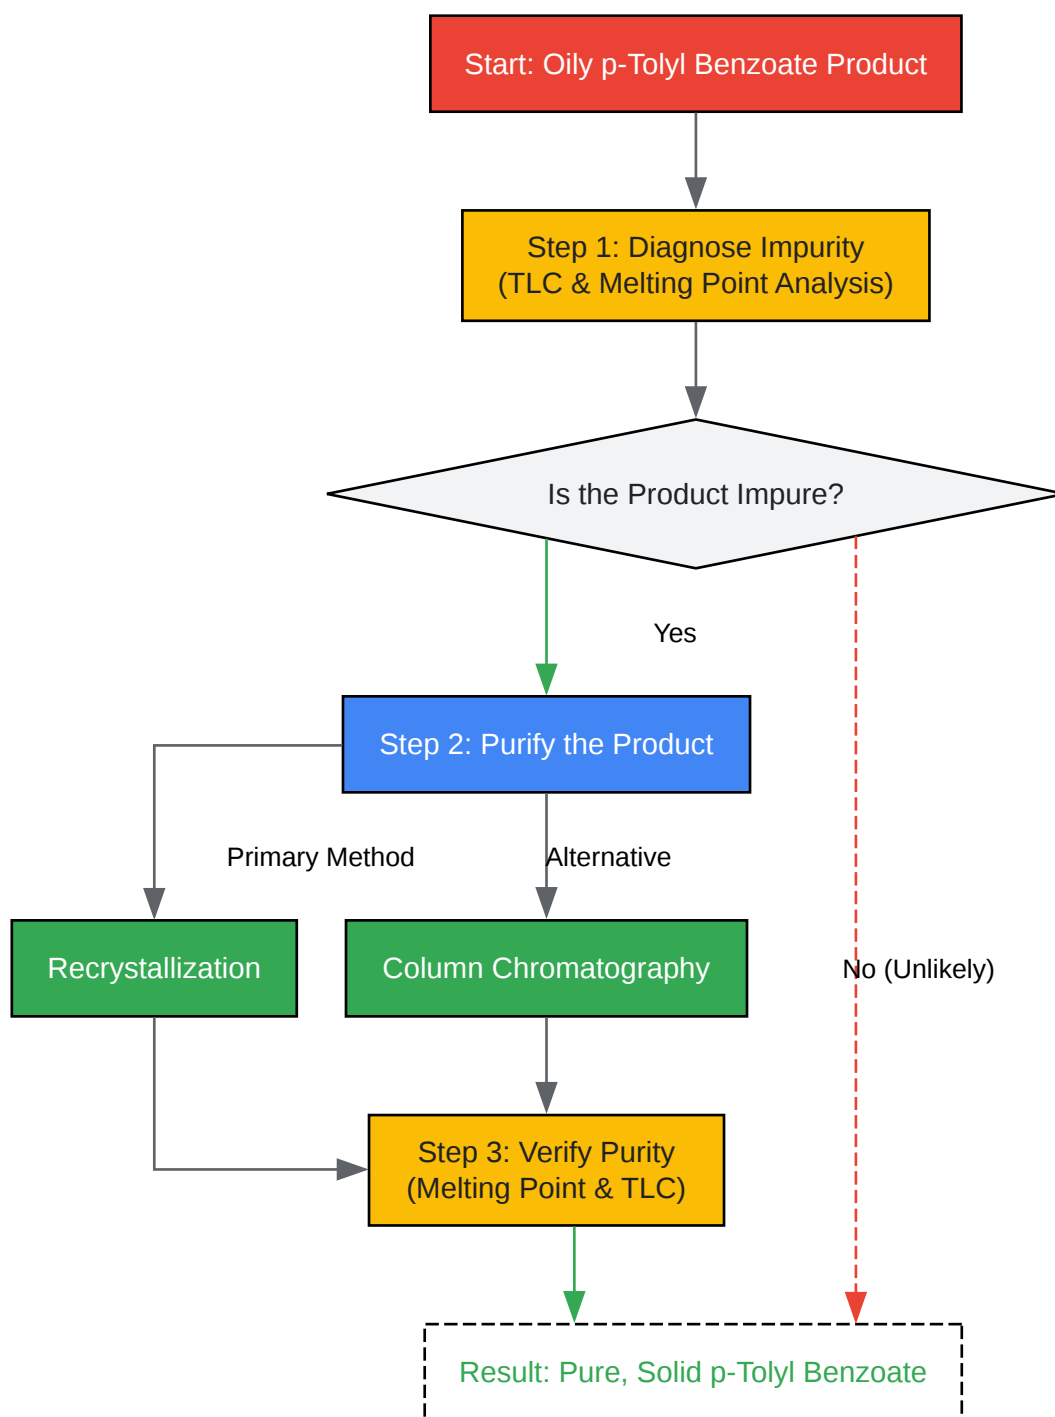 Start: Oily p-Tolyl Benzoate Product
Step 1: Diagnose Impurity
(TLC & Melting Point Analysis)
Is the Product Impure?
Yes
Step 2: Purify the Product
Primary Method
Alternative
Recrystallization
Column Chromatography
No (Unlikely)
Step 3: Verify Purity
(Melting Point & TLC)
Result: Pure, Solid p-Tolyl Benzoate